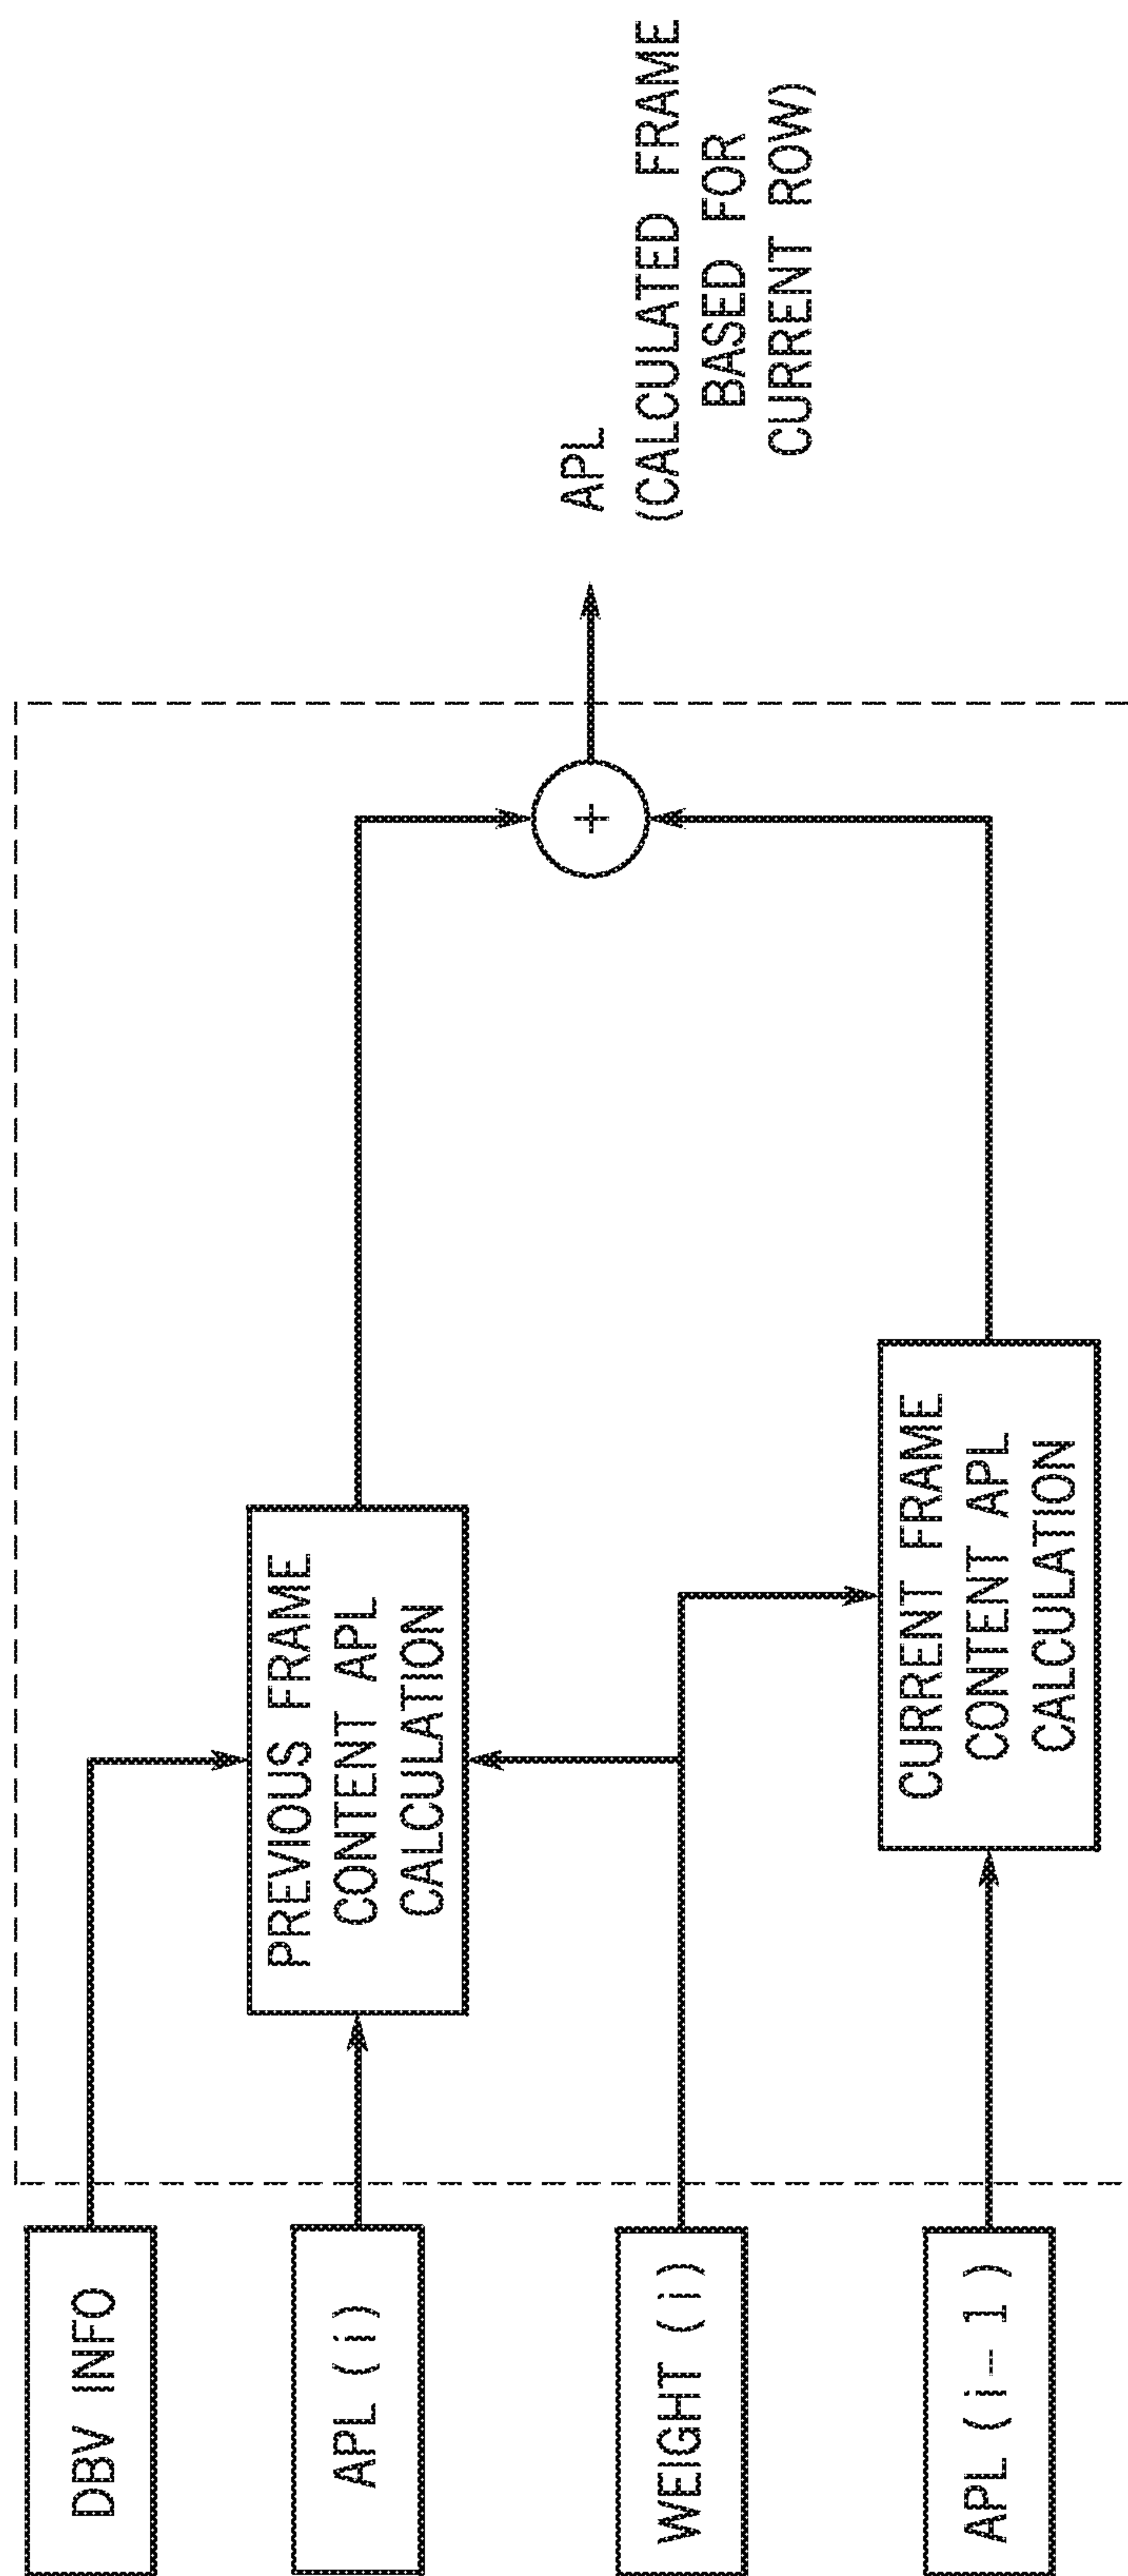 DBV INFO
APL (i)
WEIGHT (i)
APL (i-1)
PREVIOUS FRAME
CONTENT APL
CALCULATION
CURRENT FRAME
CONTENT APL
CALCULATION
+
APL
(CALCULATED FRAME
BASED FOR
CURRENT ROW)